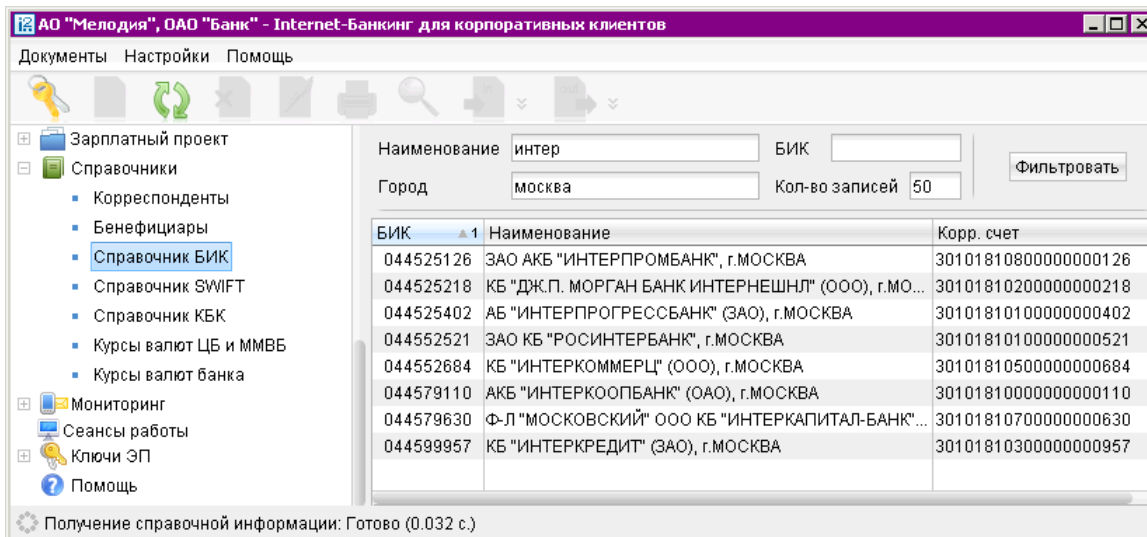 АО "Мелодия", ОАО "Банк" - Internet-Банкинг для корпоративных клиентов
Документы Настройки Помощь
in out
Зарплатный проект
Справочники
Корреспонденты
Бенефициары
Справочник БИК
Справочник SWIFT
Справочник КБК
Курсы валют ЦБ и ММВБ
Курсы валют банка
Мониторинг
Сеансы работы
Ключи ЭП
Помощь
Наименование интер БИК
Город москва Кол-во записей 50
Фильтровать
БИК 1 Наименование Корр. счет
044525126 ЗАО АКБ "ИНТЕРПРОМБАНК", г.МОСКВА 30101810800000000126
044525218 КБ "ДЖ.П. МОРГАН БАНК ИНТЕРНЕШНЛ" (ООО), г.МО... 30101810200000000218
044525402 АБ "ИНТЕРПРОГРЕССБАНК" (ЗАО), г.МОСКВА 30101810100000000402
044552521 ЗАО КБ "РОСИНТЕРБАНК", г.МОСКВА 30101810100000000521
044552684 КБ "ИНТЕРКОММЕРЦ" (ООО), г.МОСКВА 30101810500000000684
044579110 АКБ "ИНТЕРКООПБАНК" (ОАО), г.МОСКВА 30101810000000000110
044579630 Ф-Л "МОСКОВСКИЙ" ООО КБ "ИНТЕРКАПИТАЛ-БАНК"... 30101810700000000630
044599957 КБ "ИНТЕРКРЕДИТ" (ЗАО), г.МОСКВА 30101810300000000957
Получение справочной информации: Готово (0.032 с.)